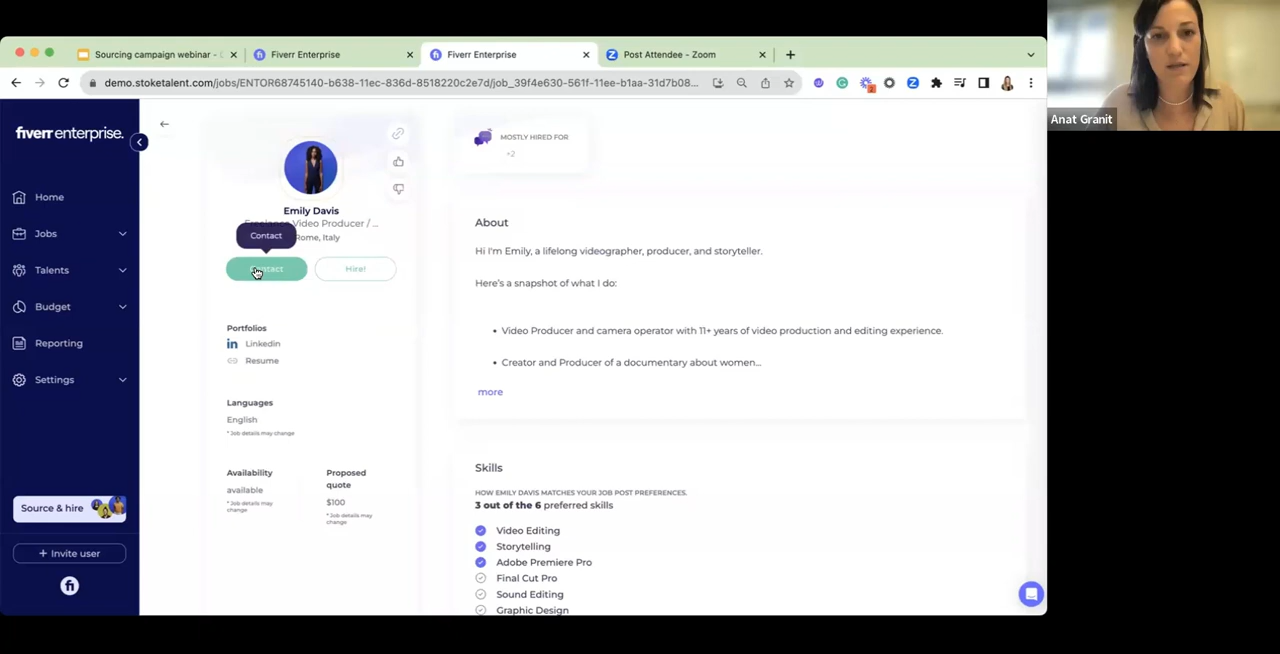 Sourcing campaign webinar -
Fiverr Enterprise
Fiverr Enterprise
Post Attendee - Zoom
demo.stoketalent.com/jobs/ENTOR68745140-b638-11ec-836d-8518220c2e7d/job_39f4e630-561f-11ee-b1aa-31d7b08...
2
Anat Granit
fiverr enterprise.
Home
Jobs
Talents
Budget
Reporting
Settings
Source & hire
+ Invite user
fi
Emily Davis
Freelance Video Producer / ...
Rome, Italy
Contact
Contact
Hire!
Portfolios
Linkedin
Resume
Languages
English
* Job details may change
Availability
available
* Job details may
change
Proposed
quote
$100
* Job details may
change
MOSTLY HIRED FOR
+2
About
Hi I'm Emily, a lifelong videographer, producer, and storyteller.
Here's a snapshot of what I do:
• Video Producer and camera operator with 11+ years of video production and editing experience.
• Creator and Producer of a documentary about women...
more
Skills
HOW EMILY DAVIS MATCHES YOUR JOB POST PREFERENCES.
3 out of the 6 preferred skills
Video Editing
Storytelling
Adobe Premiere Pro
Final Cut Pro
Sound Editing
Graphic Design